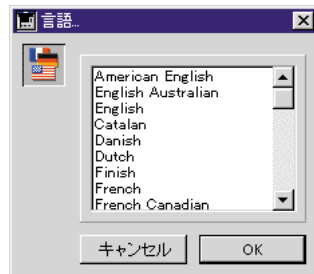 言語...
American English
English Australian
English
Catalan
Danish
Dutch
Finish
French
French Canadian
キャンセル
OK